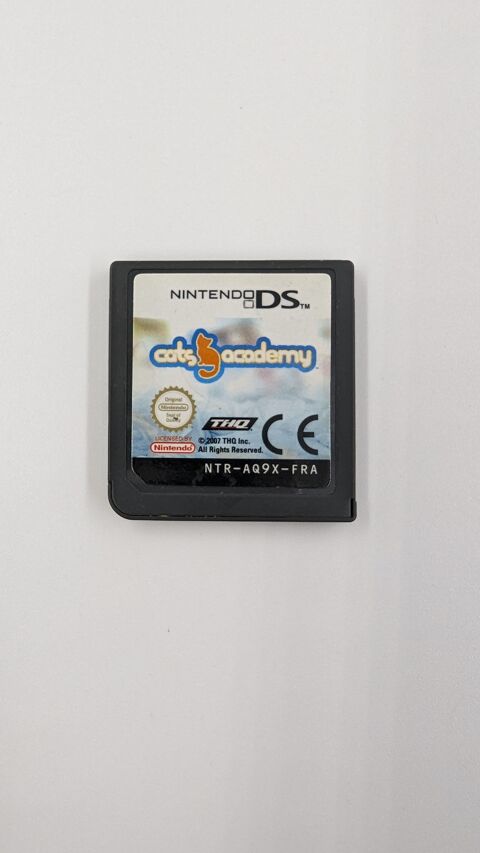 NINTENDO DS™
cats academy
Original
Nintendo
Seal of
Quality
LICENSED BY
Nintendo
THQ
© 2007 THQ Inc.
All Rights Reserved.
CE
NTR-AQ9X-FRA